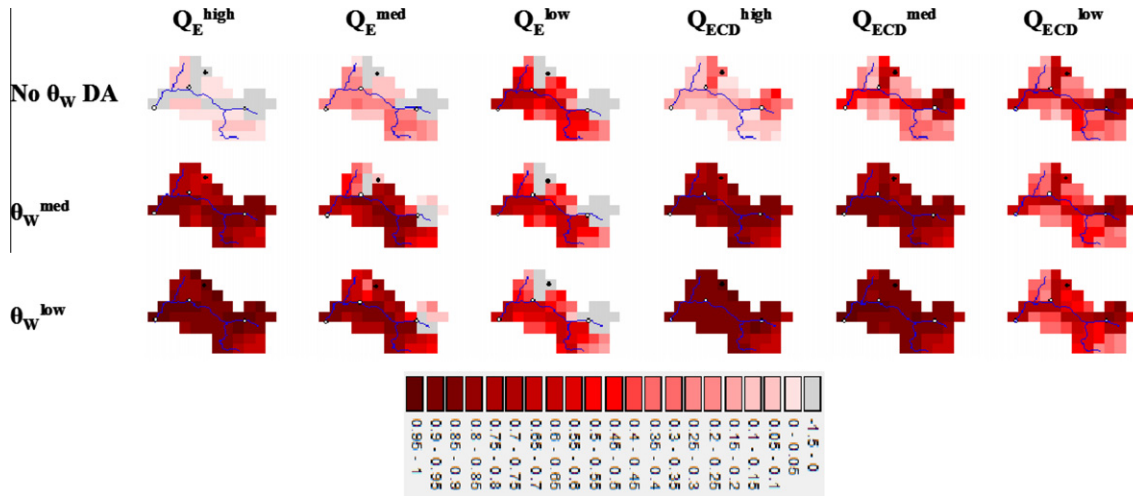 Q_E^high Q_E^med Q_E^low Q_ECD^high Q_ECD^med Q_ECD^low
No θ_W DA
θ_W^med
θ_W^low
0.95 - 1
0.9 - 0.95
0.85 - 0.9
0.8 - 0.85
0.75 - 0.8
0.7 - 0.75
0.65 - 0.7
0.6 - 0.65
0.55 - 0.6
0.5 - 0.55
0.45 - 0.5
0.4 - 0.45
0.35 - 0.4
0.3 - 0.35
0.25 - 0.3
0.2 - 0.25
0.15 - 0.2
0.1 - 0.15
0.05 - 0.1
0 - 0.05
-1.5 - 0